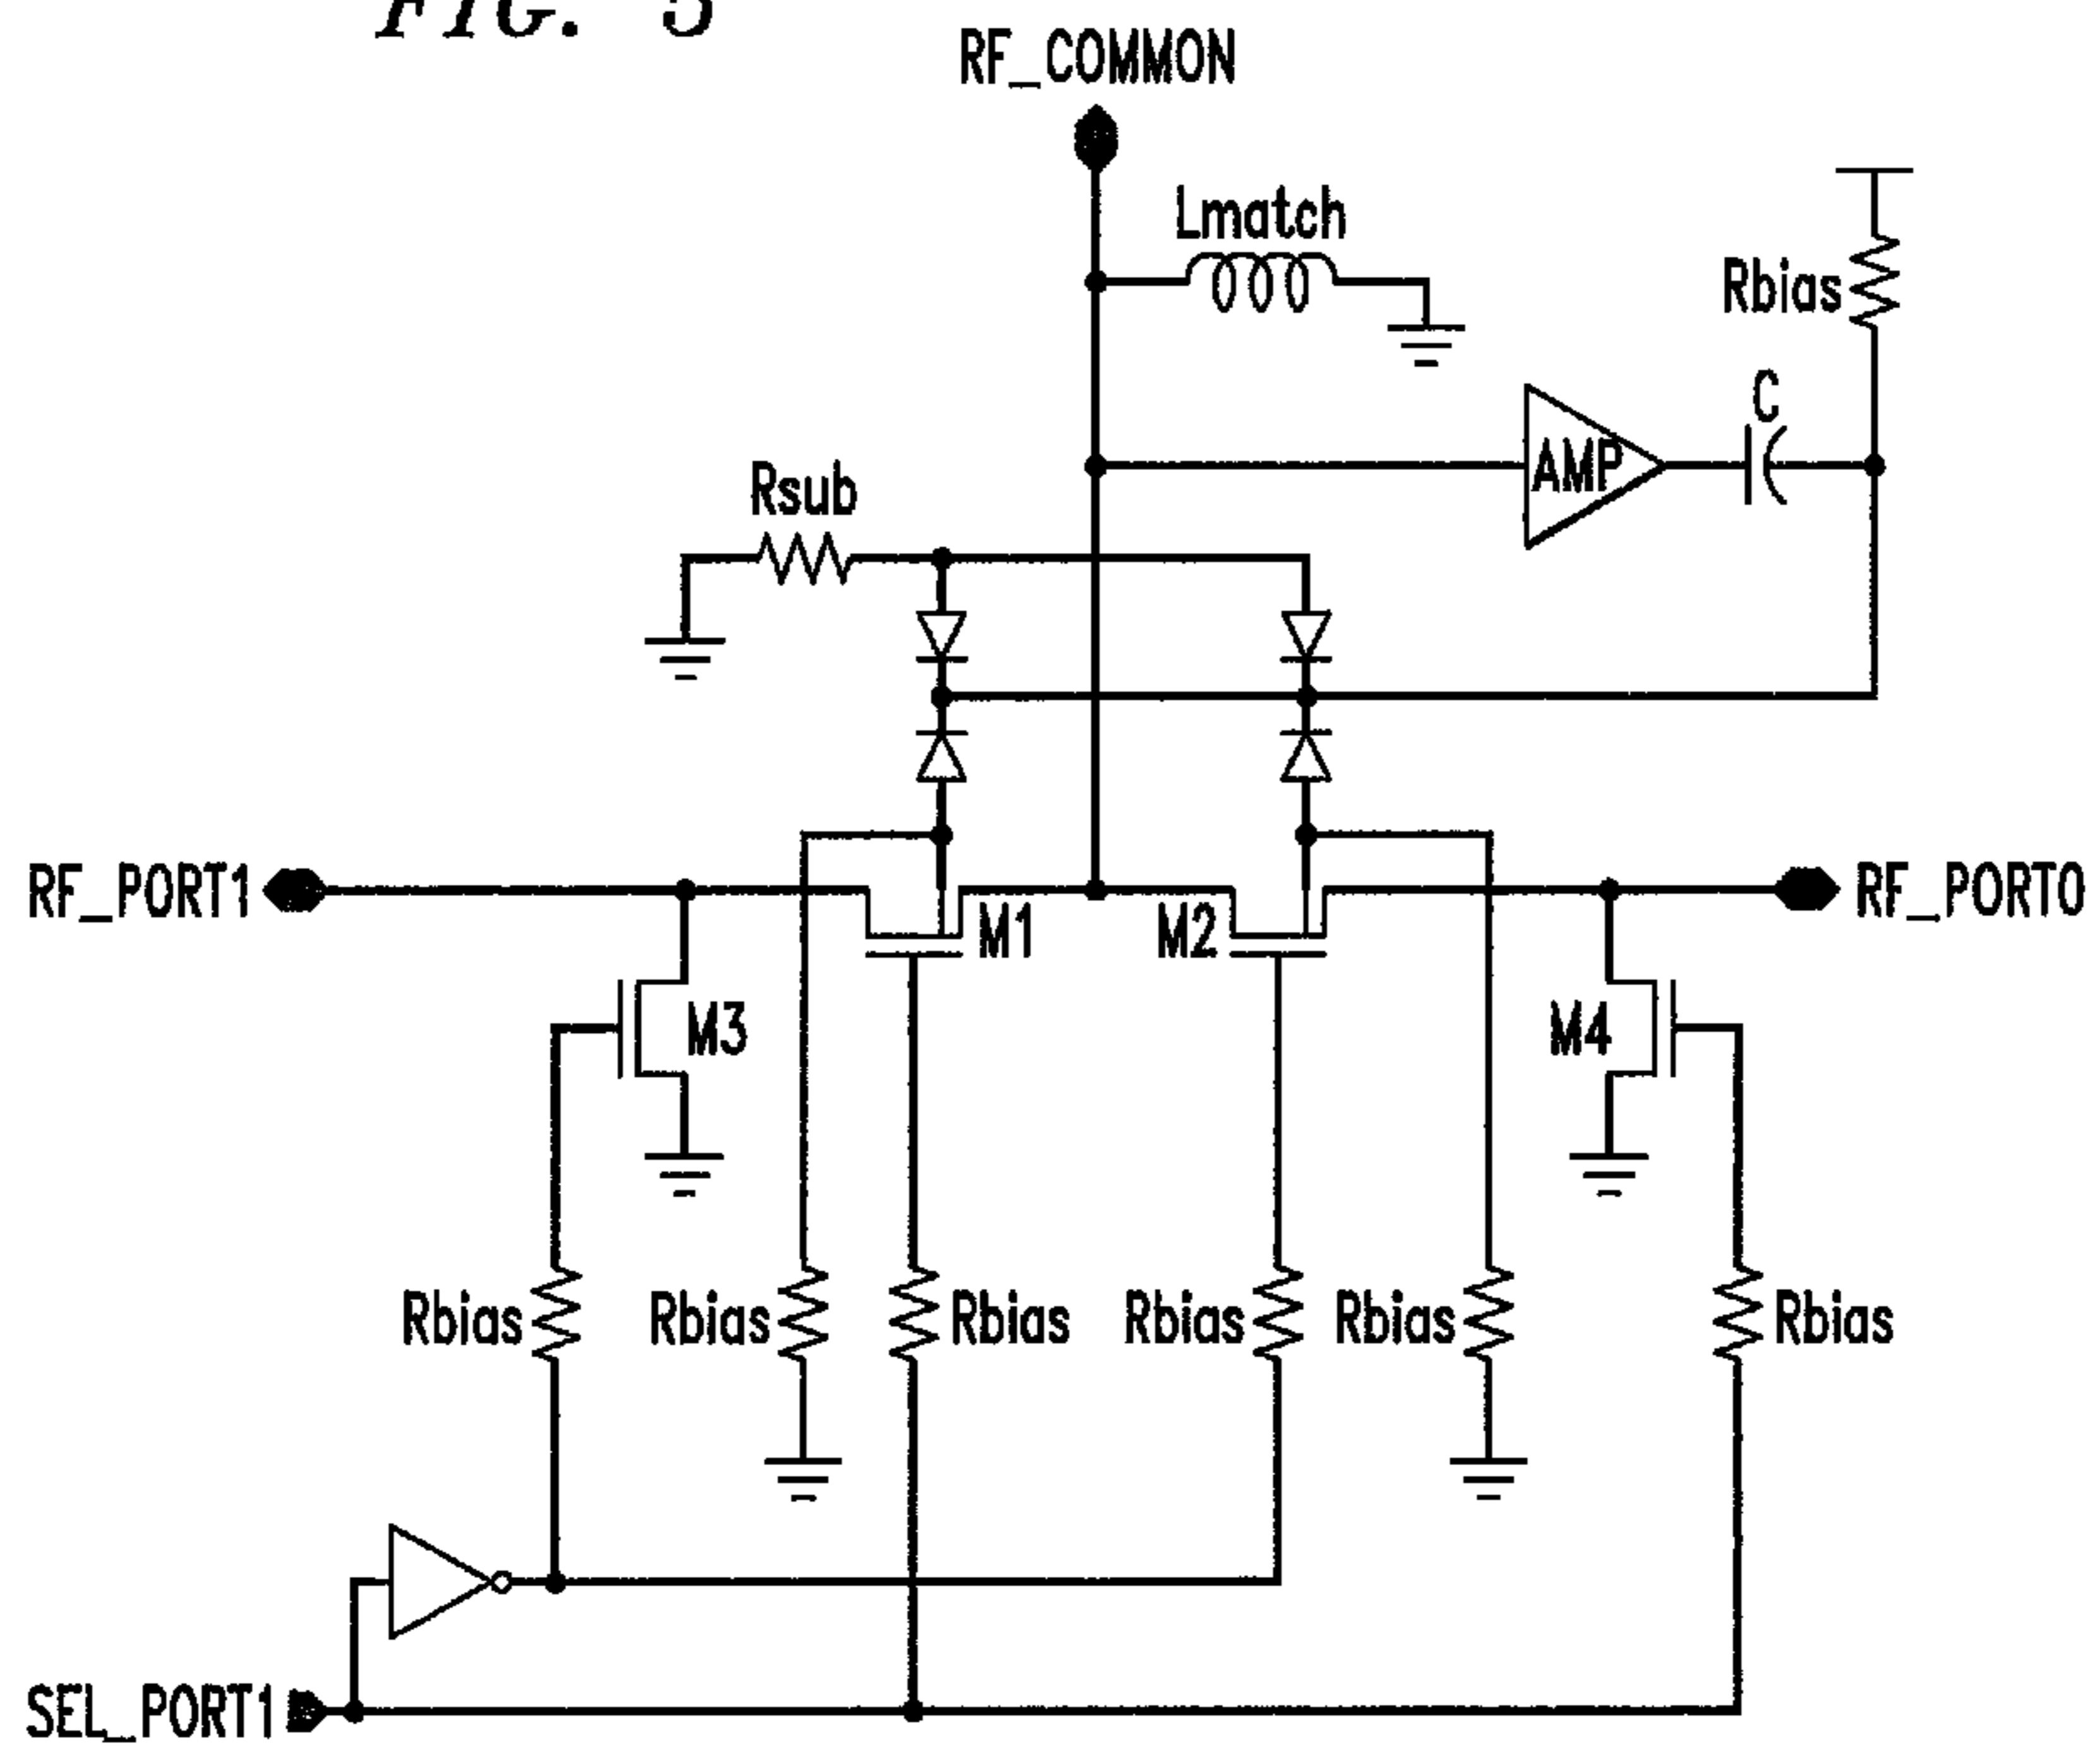 FIG. 5
RF_COMMON
Lmatch
Rbias
C
AMP
Rsub
RF_PORT1
M1
M2
RF_PORTO
M3
M4
Rbias
Rbias
Rbias
Rbias
Rbias
Rbias
SEL_PORT1